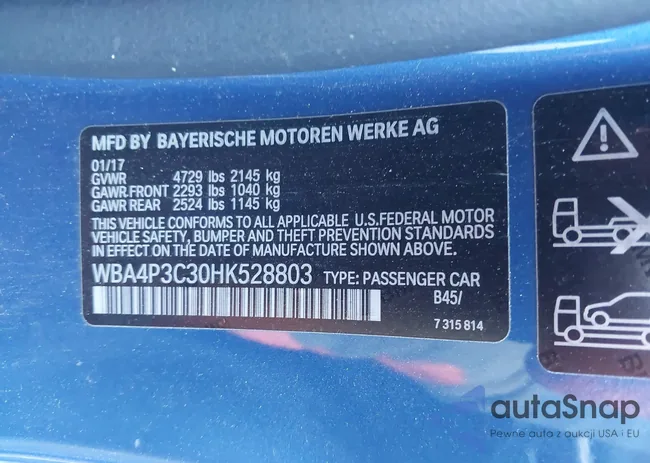 MFD BY BAYERISCHE MOTOREN WERKE AG
01/17
GVWR 4729 lbs 2145 kg
GAWR.FRONT 2293 lbs 1040 kg
GAWR REAR 2524 lbs 1145 kg
THIS VEHICLE CONFORMS TO ALL APPLICABLE U.S.FEDERAL MOTOR
VEHICLE SAFETY, BUMPER AND THEFT PREVENTION STANDARDS
IN EFFECT ON THE DATE OF MANUFACTURE SHOWN ABOVE.
WBA4P3C30HK528803 TYPE: PASSENGER CAR
B45/
7 315 814
autaSnap
Pewne auta z aukcji USA i EU